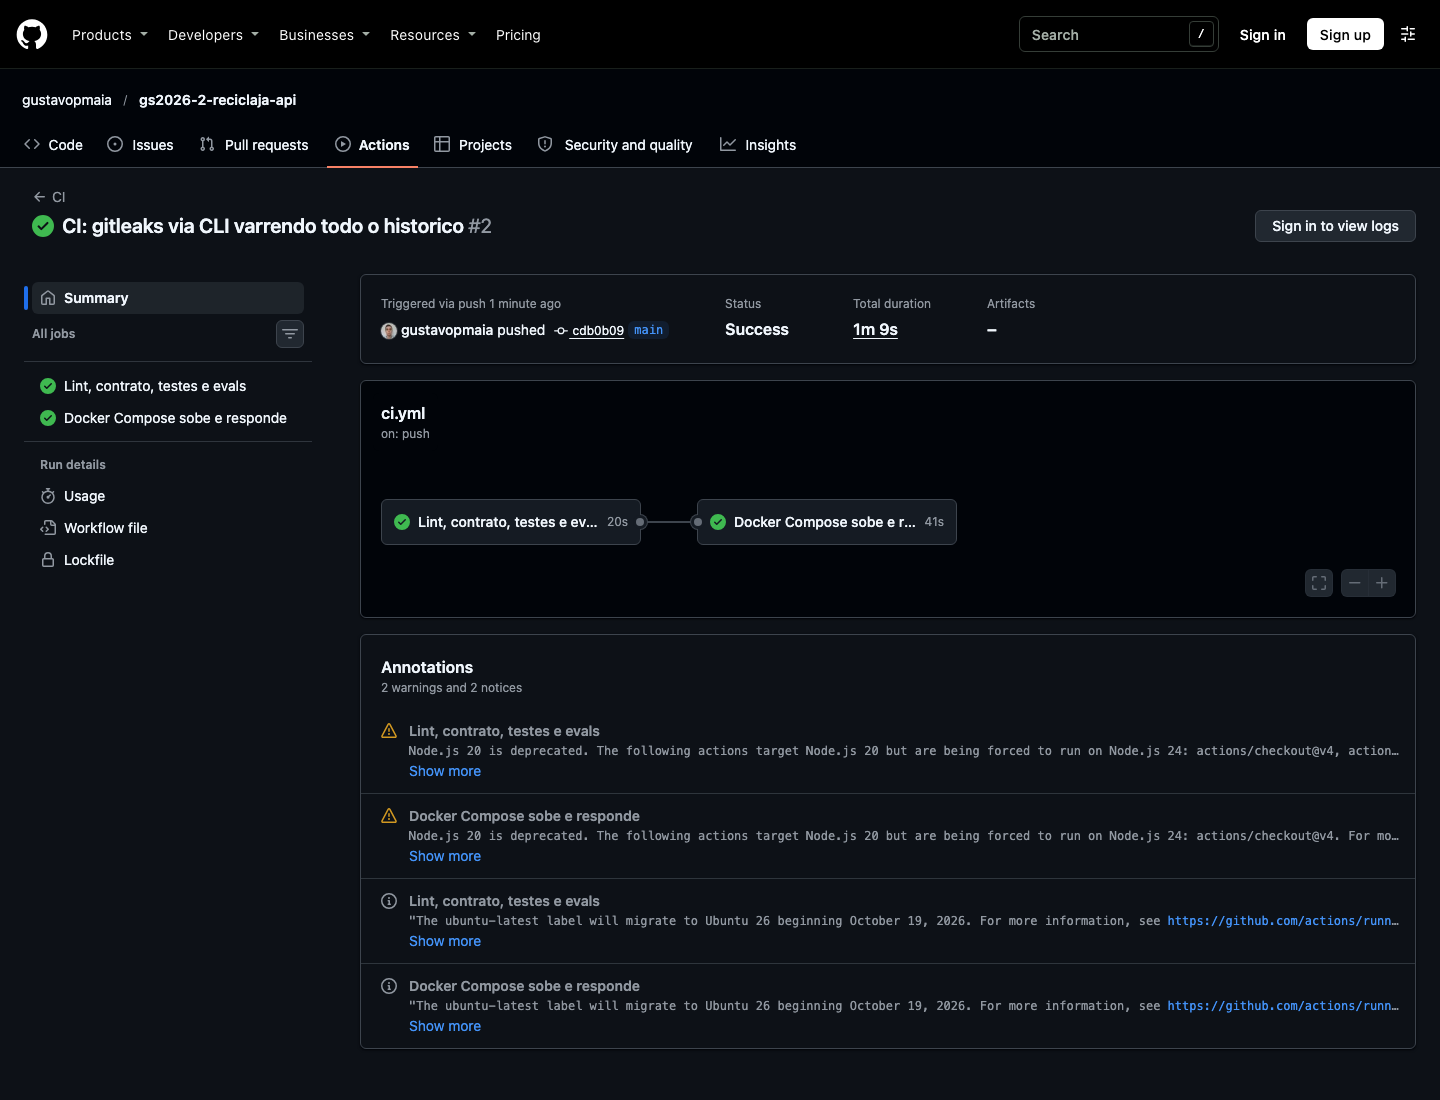 Products Developers Businesses Resources Pricing Search / Sign in Sign up
gustavopmaia / gs2026-2-reciclaja-api
Code Issues Pull requests Actions Projects Security and quality Insights
CI
CI: gitleaks via CLI varrendo todo o historico #2
Sign in to view logs
Summary
All jobs
Lint, contrato, testes e evals
Docker Compose sobe e responde
Run details
Usage
Workflow file
Lockfile
Triggered via push 1 minute ago
gustavopmaia pushed cdb0b09 main
Status
Success
Total duration
1m 9s
Artifacts
–
ci.yml
on: push
Lint, contrato, testes e ev... 20s
Docker Compose sobe e r... 41s
Annotations
2 warnings and 2 notices
Lint, contrato, testes e evals
Node.js 20 is deprecated. The following actions target Node.js 20 but are being forced to run on Node.js 24: actions/checkout@v4, action…
Show more
Docker Compose sobe e responde
Node.js 20 is deprecated. The following actions target Node.js 20 but are being forced to run on Node.js 24: actions/checkout@v4. For mo…
Show more
Lint, contrato, testes e evals
"The ubuntu-latest label will migrate to Ubuntu 26 beginning October 19, 2026. For more information, see https://github.com/actions/runn…
Show more
Docker Compose sobe e responde
"The ubuntu-latest label will migrate to Ubuntu 26 beginning October 19, 2026. For more information, see https://github.com/actions/runn…
Show more